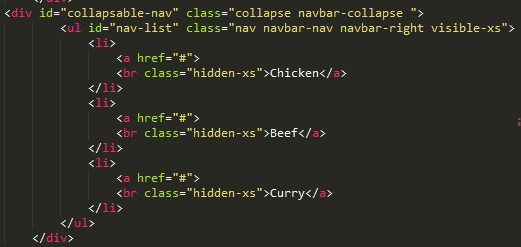 </div>
<div id="collapsable-nav" class="collapse navbar-collapse ">
<ul id="nav-list" class="nav navbar-nav navbar-right visible-xs">
<li>
<a href="#">
<br class="hidden-xs">Chicken</a>
</li>
<li>
<a href="#">
<br class="hidden-xs">Beef</a>
</li>
<li>
<a href="#">
<br class="hidden-xs">Curry</a>
</li>
</ul>
</div>